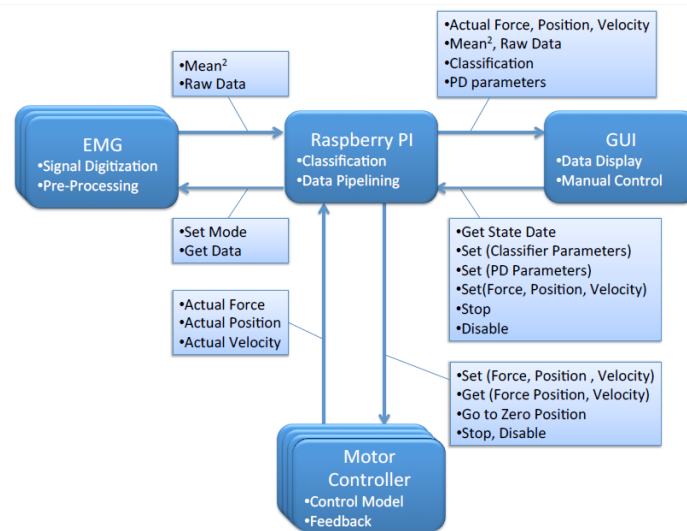 •Actual Force, Position, Velocity
•Mean², Raw Data
•Classification
•PD parameters
•Mean²
•Raw Data
EMG
•Signal Digitization
•Pre-Processing
Raspberry PI
•Classification
•Data Pipelining
GUI
•Data Display
•Manual Control
•Set Mode
•Get Data
•Get State Date
•Set (Classifier Parameters)
•Set (PD Parameters)
•Set(Force, Position, Velocity)
•Stop
•Disable
•Actual Force
•Actual Position
•Actual Velocity
•Set (Force, Position , Velocity)
•Get (Force Position, Velocity)
•Go to Zero Position
•Stop, Disable
Motor
Controller
•Control Model
•Feedback